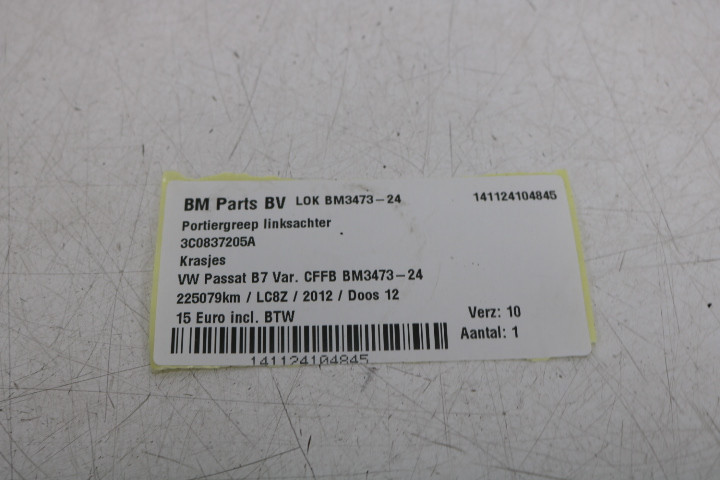 BM Parts BV LOK BM3473-24 141124104845
Portiergreep linksachter
3C0837205A
Krasjes
VW Passat B7 Var. CFFB BM3473-24
225079km / LC8Z / 2012 / Doos 12
15 Euro incl. BTW Verz: 10
Aantal: 1
141124104845